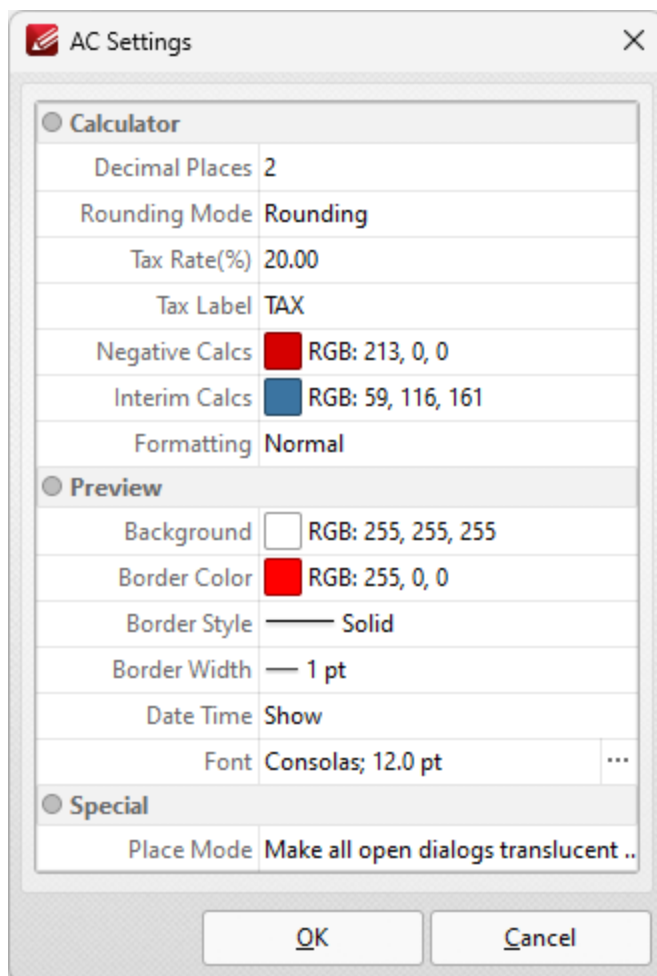 AC Settings
Calculator
Decimal Places 2
Rounding Mode Rounding
Tax Rate(%) 20.00
Tax Label TAX
Negative Calcs RGB: 213, 0, 0
Interim Calcs RGB: 59, 116, 161
Formatting Normal
Preview
Background RGB: 255, 255, 255
Border Color RGB: 255, 0, 0
Border Style Solid
Border Width 1 pt
Date Time Show
Font Consolas; 12.0 pt ...
Special
Place Mode Make all open dialogs translucent ..
OK Cancel